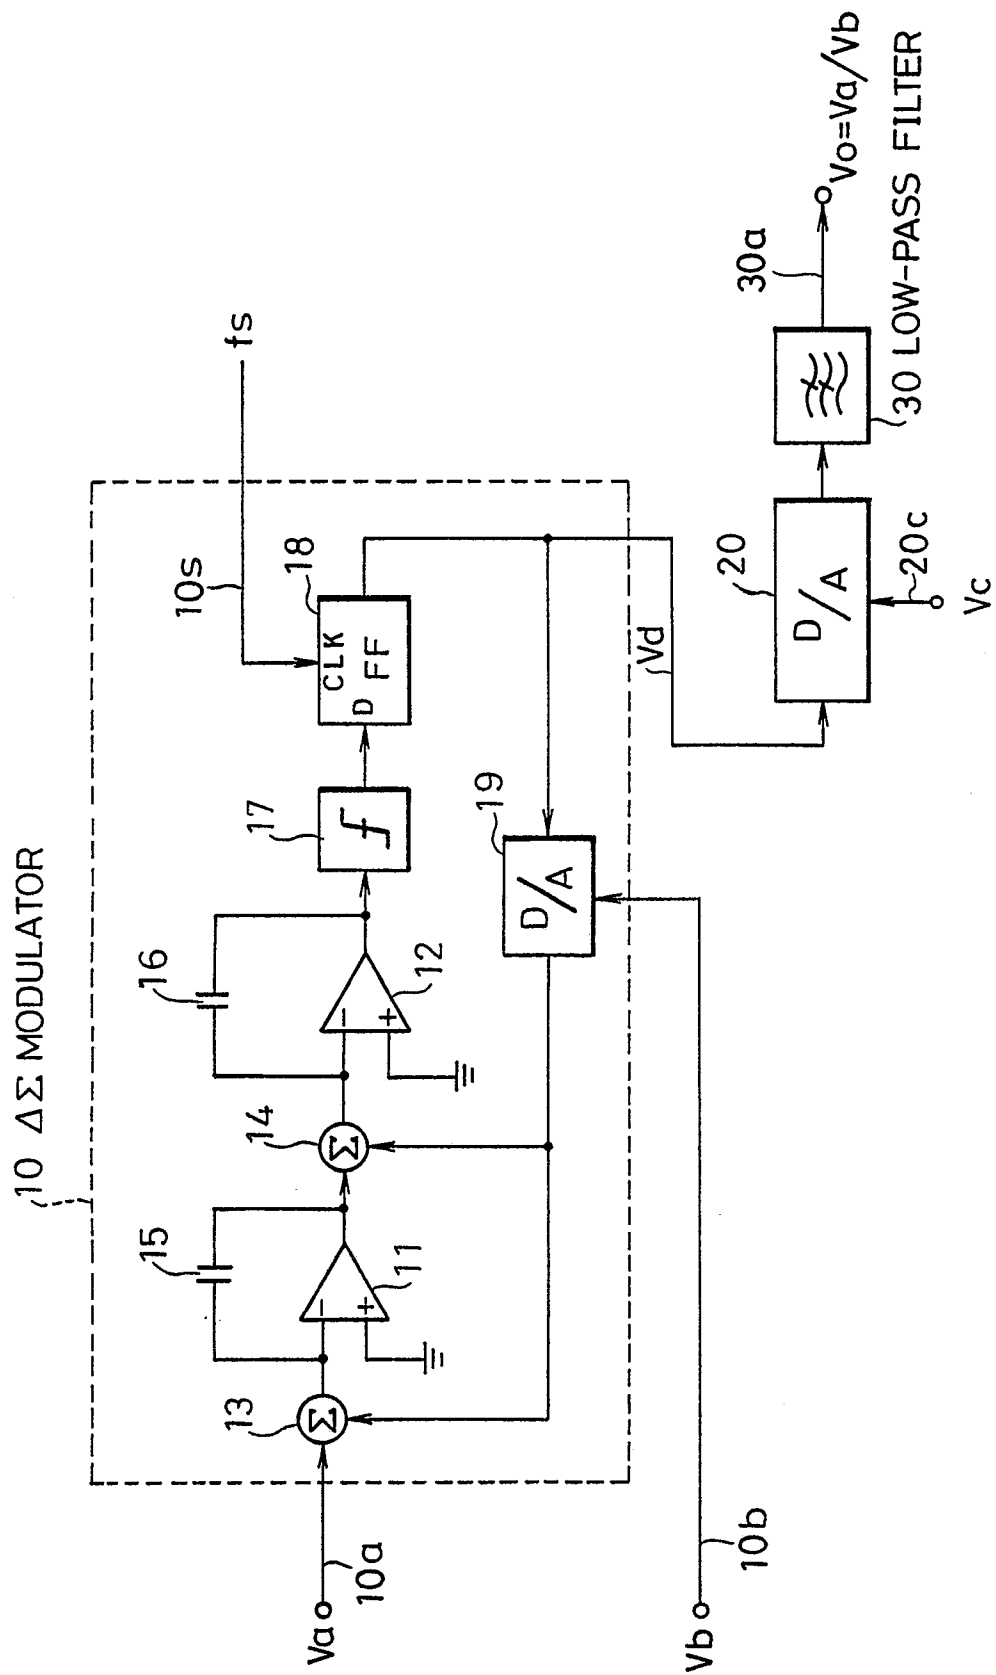 10 ΔΣ MODULATOR
15
16
17
18
10s
fs
13
Σ
14
Σ
11
12
−
+
−
+
CLK
D
FF
19
D/A
Va
10a
Vb
10b
Vd
20
D/A
20c
Vc
30a
Vo=Va/Vb
30 LOW-PASS FILTER